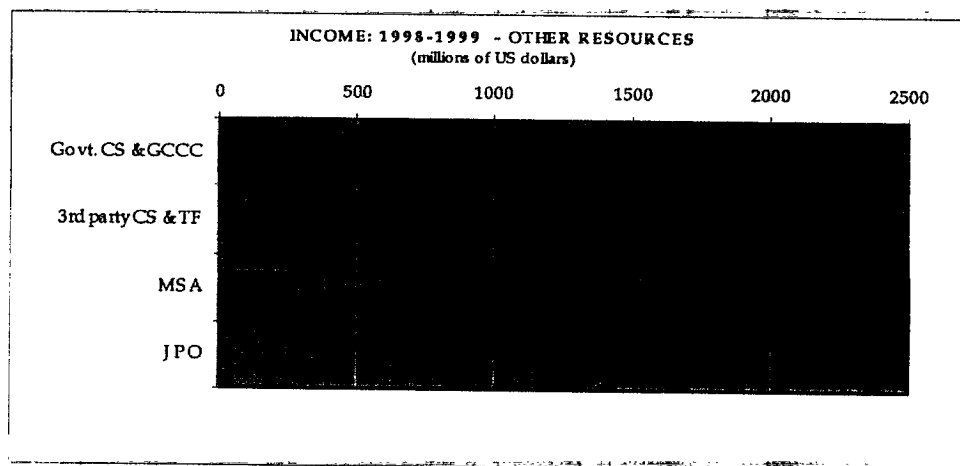 INCOME: 1998-1999 - OTHER RESOURCES
(millions of US dollars)
0 500 1000 1500 2000 2500
Govt. CS & GCCC
3rd party CS & TF
MSA
JPO